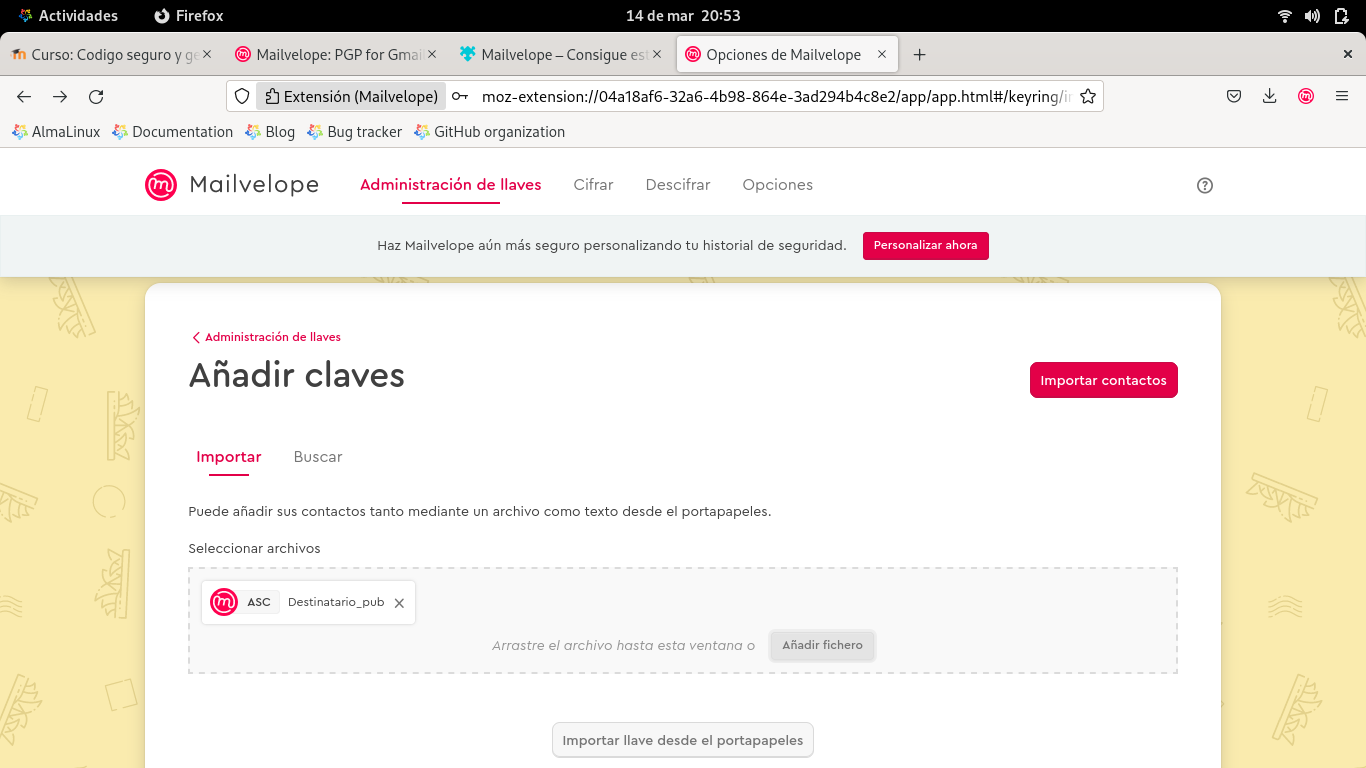 Actividades
Firefox
14 de mar 20:53
Curso: Codigo seguro y ge
Mailvelope: PGP for Gmai
Mailvelope – Consigue est
Opciones de Mailvelope
Extensión (Mailvelope)
moz-extension://04a18af6-32a6-4b98-864e-3ad294b4c8e2/app/app.html#/keyring/i
AlmaLinux
Documentation
Blog
Bug tracker
GitHub organization
Mailvelope
Administración de llaves
Cifrar
Descifrar
Opciones
Haz Mailvelope aún más seguro personalizando tu historial de seguridad.
Personalizar ahora
Administración de llaves
Añadir claves
Importar contactos
Importar
Buscar
Puede añadir sus contactos tanto mediante un archivo como texto desde el portapapeles.
Seleccionar archivos
ASC
Destinatario_pub
Arrastre el archivo hasta esta ventana o
Añadir fichero
Importar llave desde el portapapeles